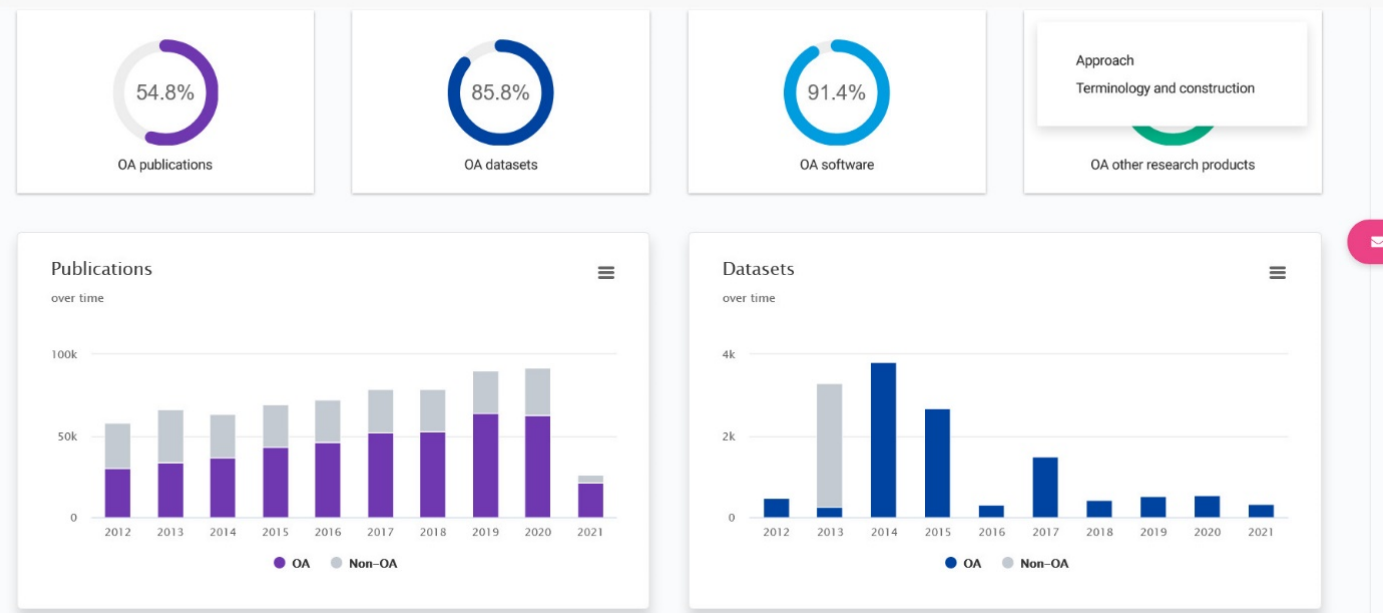 54.8%
OA publications
85.8%
OA datasets
91.4%
OA software
Approach
Terminology and construction
OA other research products
Publications
over time
100k
50k
0
2012 2013 2014 2015 2016 2017 2018 2019 2020 2021
OA Non-OA
Datasets
over time
4k
2k
0
2012 2013 2014 2015 2016 2017 2018 2019 2020 2021
OA Non-OA